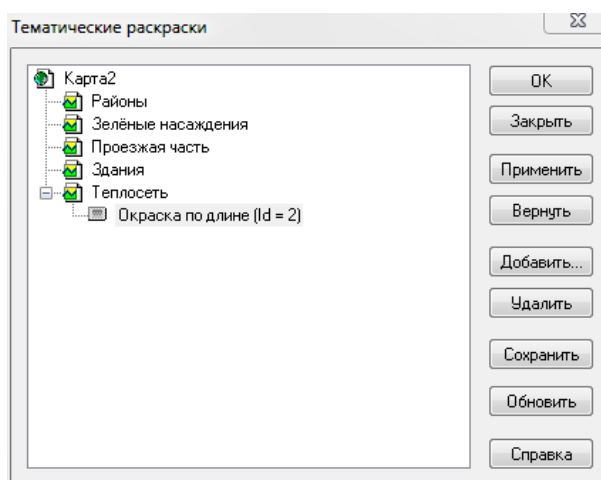 Тематические раскраски
Карта2
Районы
Зелёные насаждения
Проезжая часть
Здания
Теплосеть
Окраска по длине (Id = 2)
OK
Закрыть
Применить
Вернуть
Добавить...
Удалить
Сохранить
Обновить
Справка